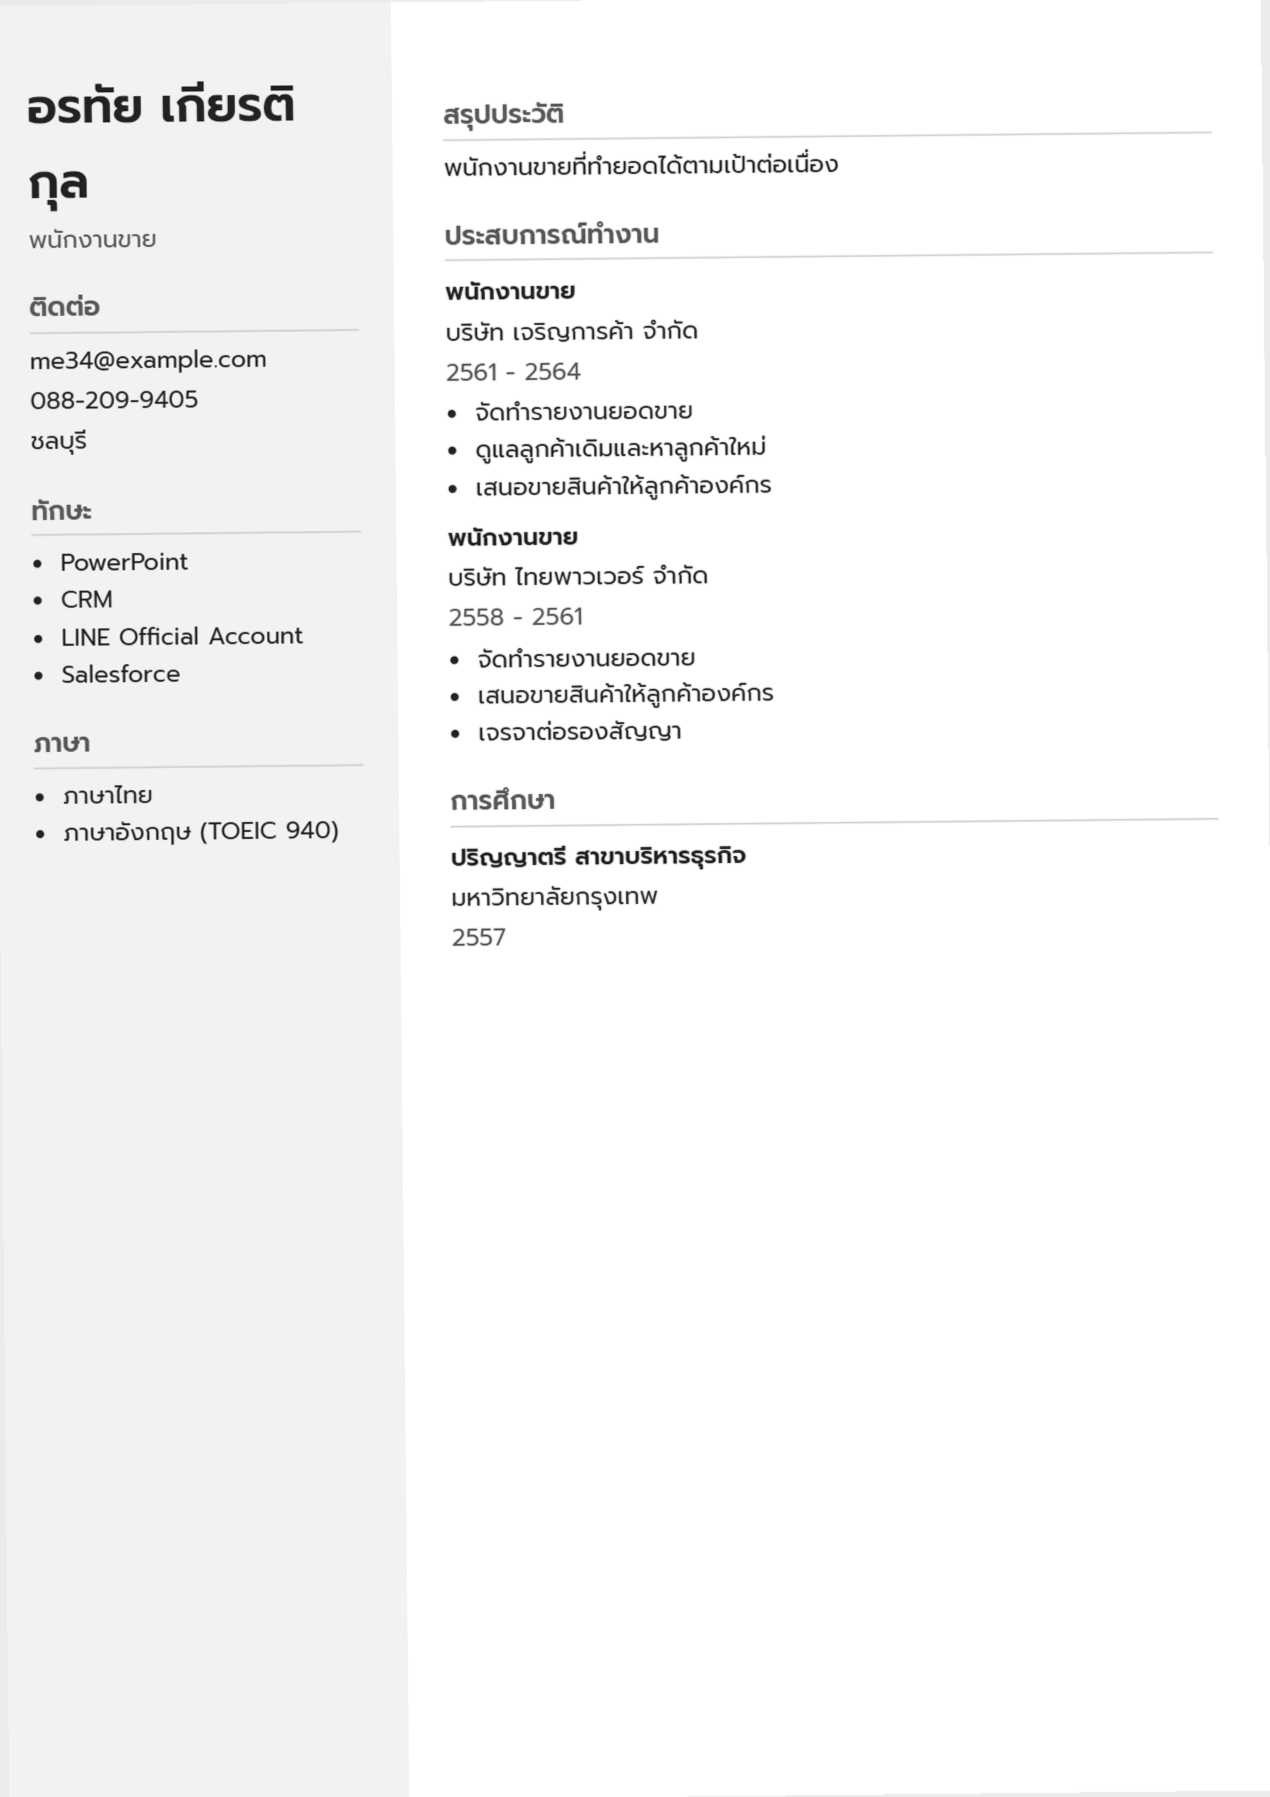 อรทัย เกียรติ
กุล
พนักงานขาย
ติดต่อ
me34@example.com
088-209-9405
ชลบุรี
ทักษะ
• PowerPoint
• CRM
• LINE Official Account
• Salesforce
ภาษา
• ภาษาไทย
• ภาษาอังกฤษ (TOEIC 940)
สรุปประวัติ
พนักงานขายที่ทำยอดได้ตามเป้าต่อเนื่อง
ประสบการณ์ทำงาน
พนักงานขาย
บริษัท เจริญการค้า จำกัด
2561 - 2564
• จัดทำรายงานยอดขาย
• ดูแลลูกค้าเดิมและหาลูกค้าใหม่
• เสนอขายสินค้าให้ลูกค้าองค์กร
พนักงานขาย
บริษัท ไทยพาวเวอร์ จำกัด
2558 - 2561
• จัดทำรายงานยอดขาย
• เสนอขายสินค้าให้ลูกค้าองค์กร
• เจรจาต่อรองสัญญา
การศึกษา
ปริญญาตรี สาขาบริหารธุรกิจ
มหาวิทยาลัยกรุงเทพ
2557